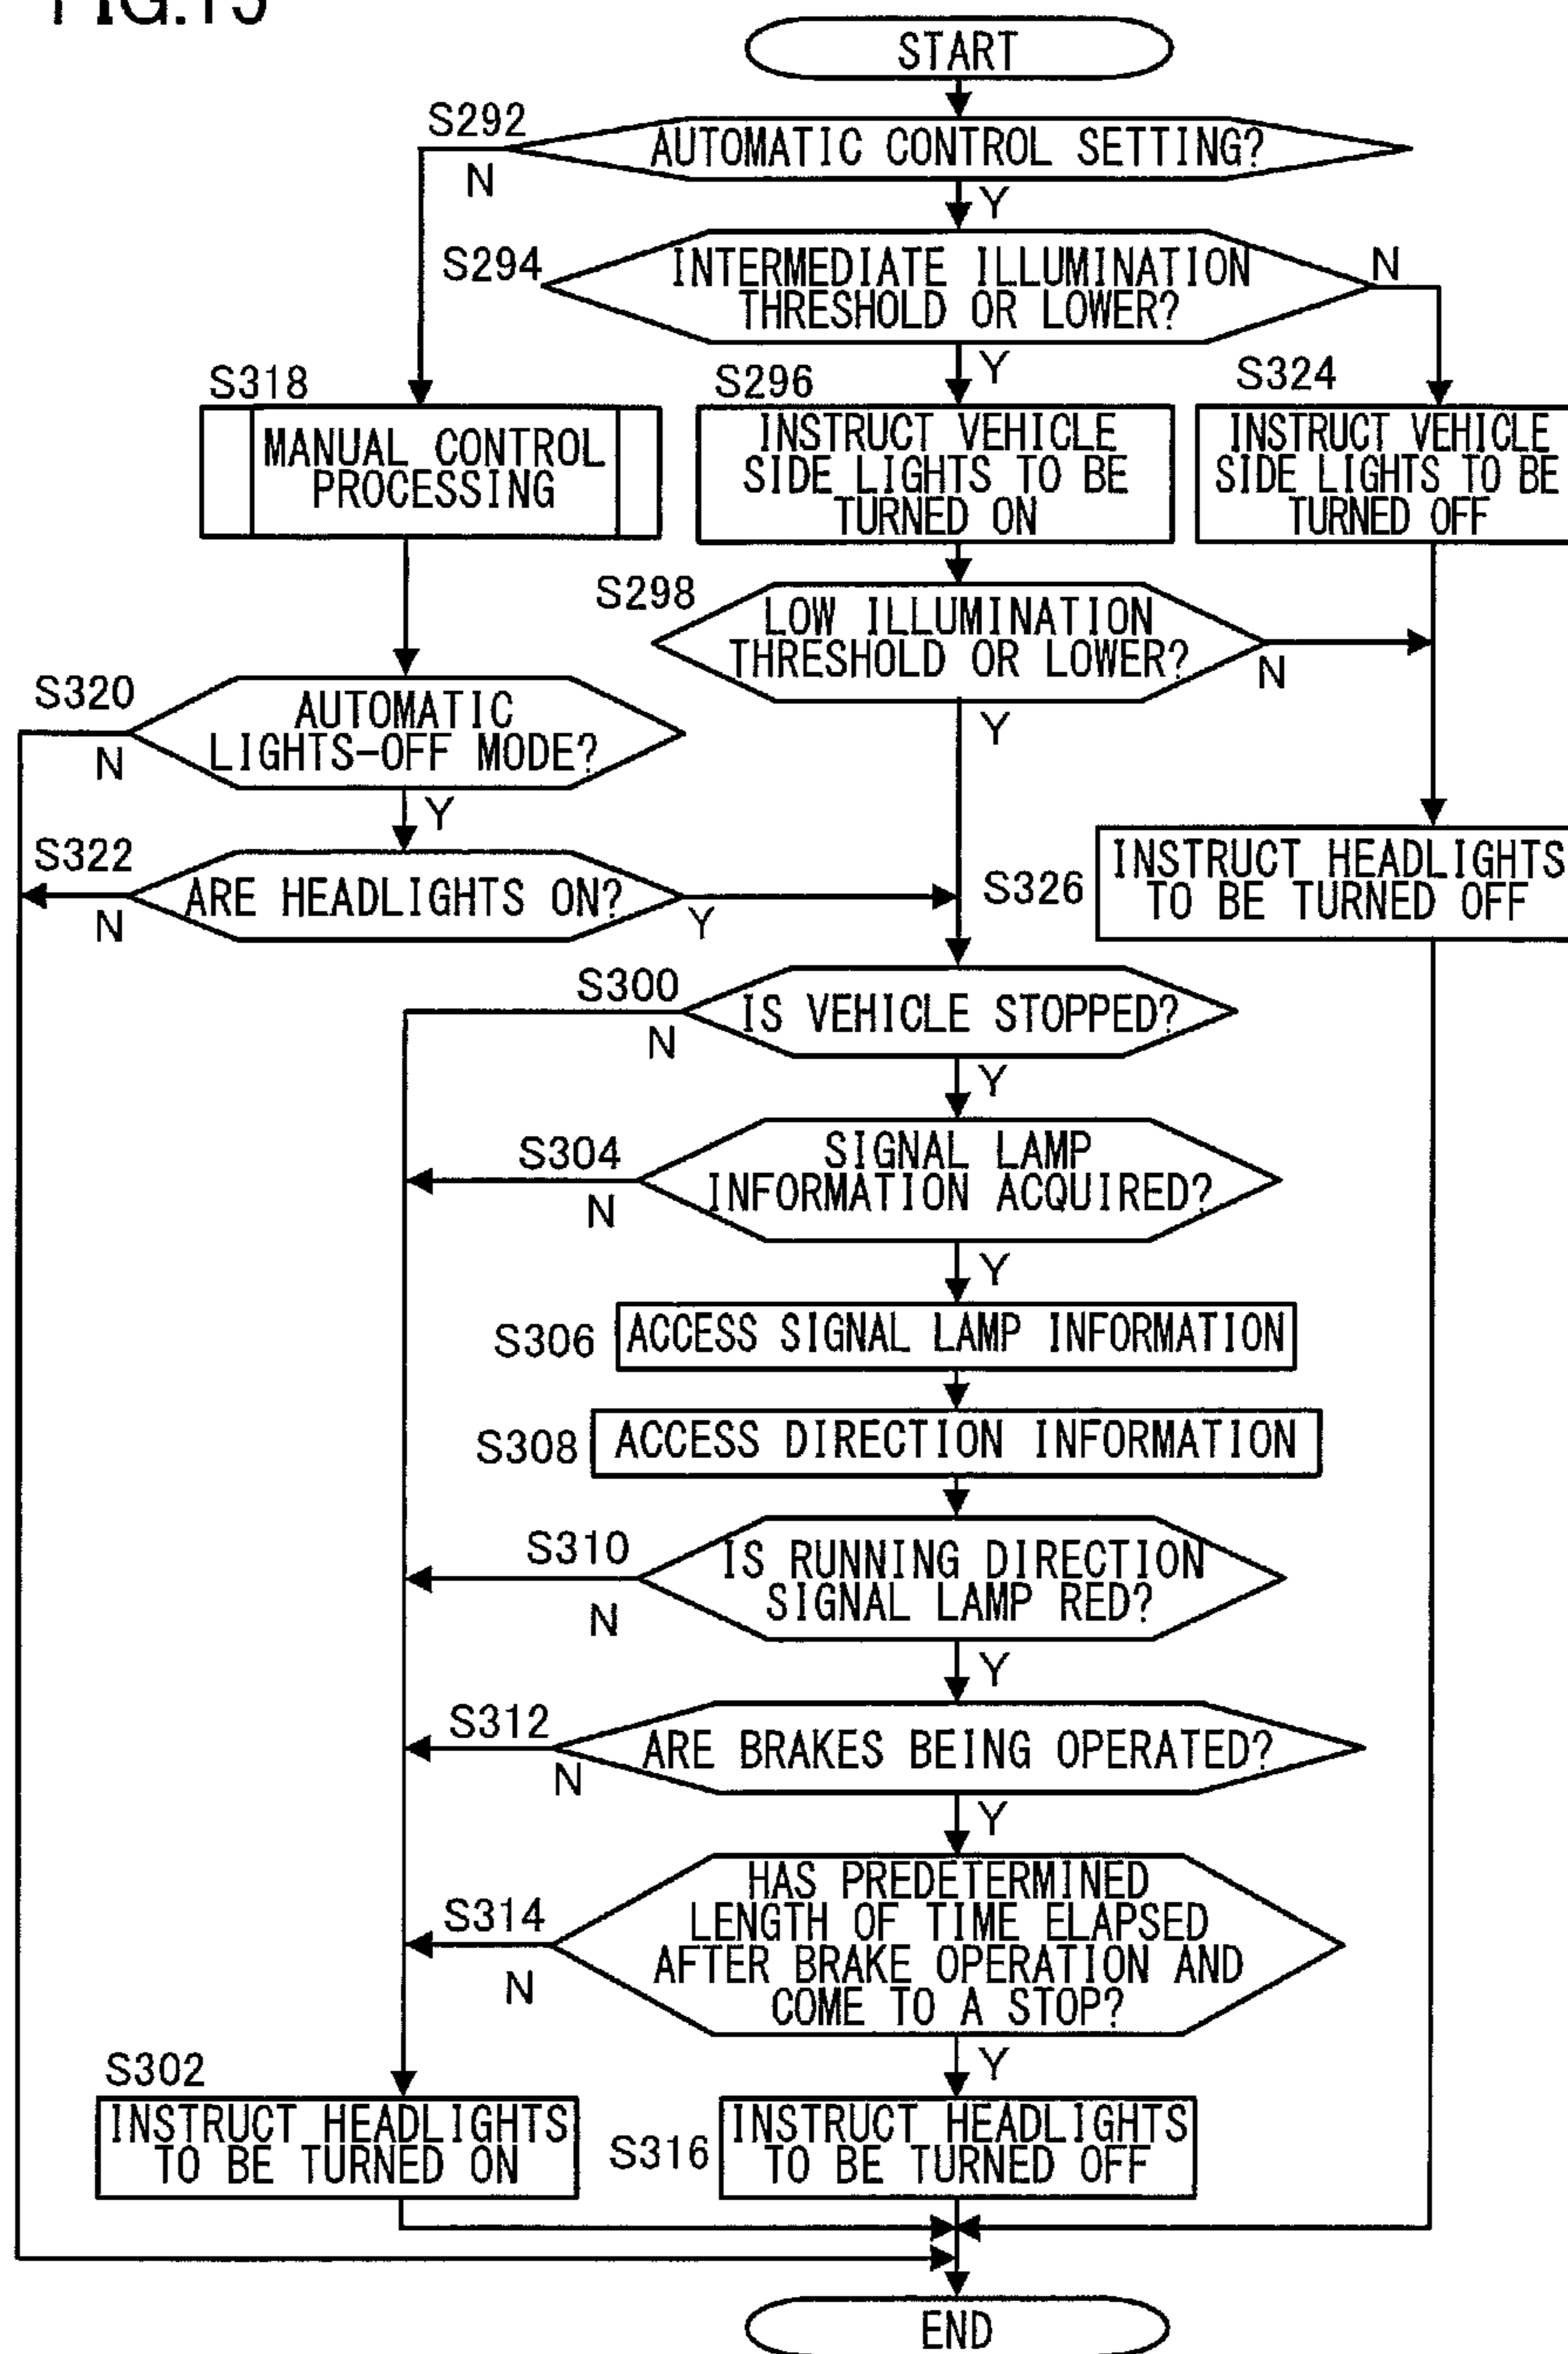 START
S292
AUTOMATIC CONTROL SETTING?
N
Y
S294
INTERMEDIATE ILLUMINATION
THRESHOLD OR LOWER?
N
Y
S318
MANUAL CONTROL
PROCESSING
S296
INSTRUCT VEHICLE
SIDE LIGHTS TO BE
TURNED ON
S324
INSTRUCT VEHICLE
SIDE LIGHTS TO BE
TURNED OFF
S298
LOW ILLUMINATION
THRESHOLD OR LOWER?
N
Y
S320
AUTOMATIC
LIGHTS-OFF MODE?
N
Y
S322
ARE HEADLIGHTS ON?
N
Y
S326
INSTRUCT HEADLIGHTS
TO BE TURNED OFF
S300
IS VEHICLE STOPPED?
N
Y
S304
SIGNAL LAMP
INFORMATION ACQUIRED?
N
Y
S306
ACCESS SIGNAL LAMP INFORMATION
S308
ACCESS DIRECTION INFORMATION
S310
IS RUNNING DIRECTION
SIGNAL LAMP RED?
N
Y
S312
ARE BRAKES BEING OPERATED?
N
Y
S314
HAS PREDETERMINED
LENGTH OF TIME ELAPSED
AFTER BRAKE OPERATION AND
COME TO A STOP?
N
Y
S302
INSTRUCT HEADLIGHTS
TO BE TURNED ON
S316
INSTRUCT HEADLIGHTS
TO BE TURNED OFF
END